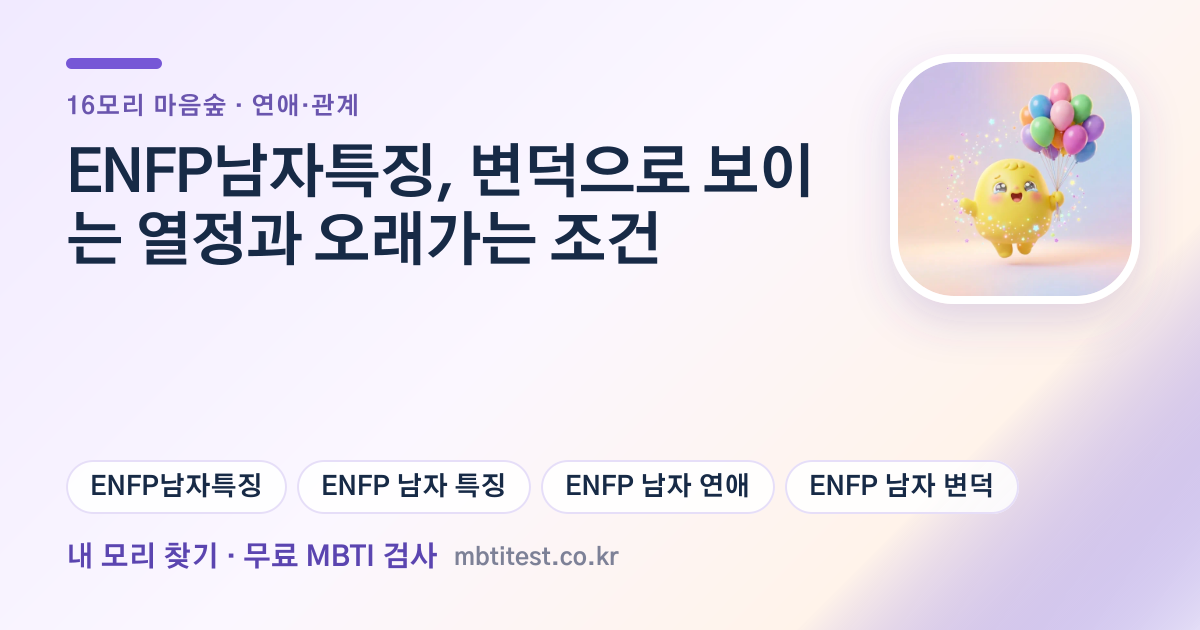 16모리 마음숲 · 연애·관계
ENFP남자특징, 변덕으로 보이
는 열정과 오래가는 조건
ENFP남자특징 ENFP 남자 특징 ENFP 남자 연애 ENFP 남자 변덕
내 모리 찾기 · 무료 MBTI 검사 mbtitest.co.kr